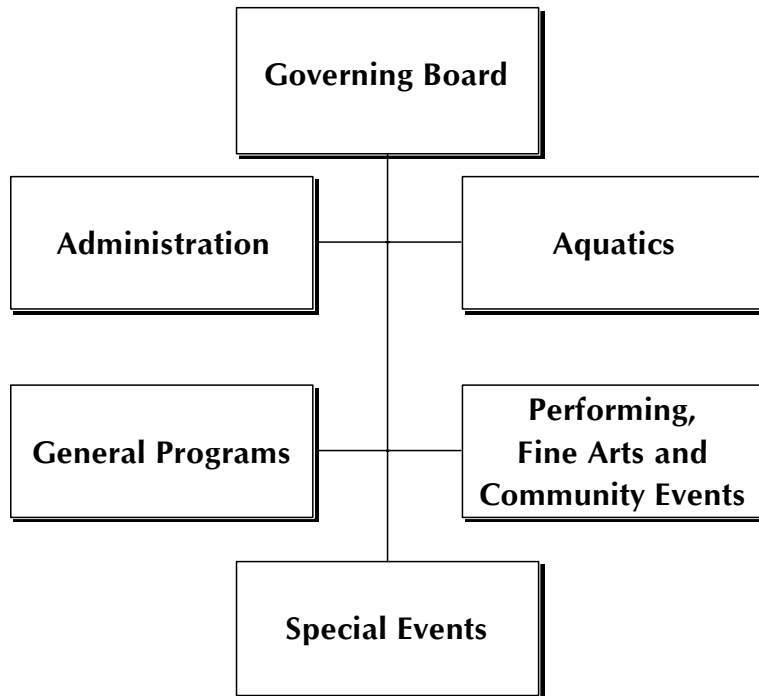 Governing Board
Administration
Aquatics
General Programs
Performing,
Fine Arts and
Community Events
Special Events